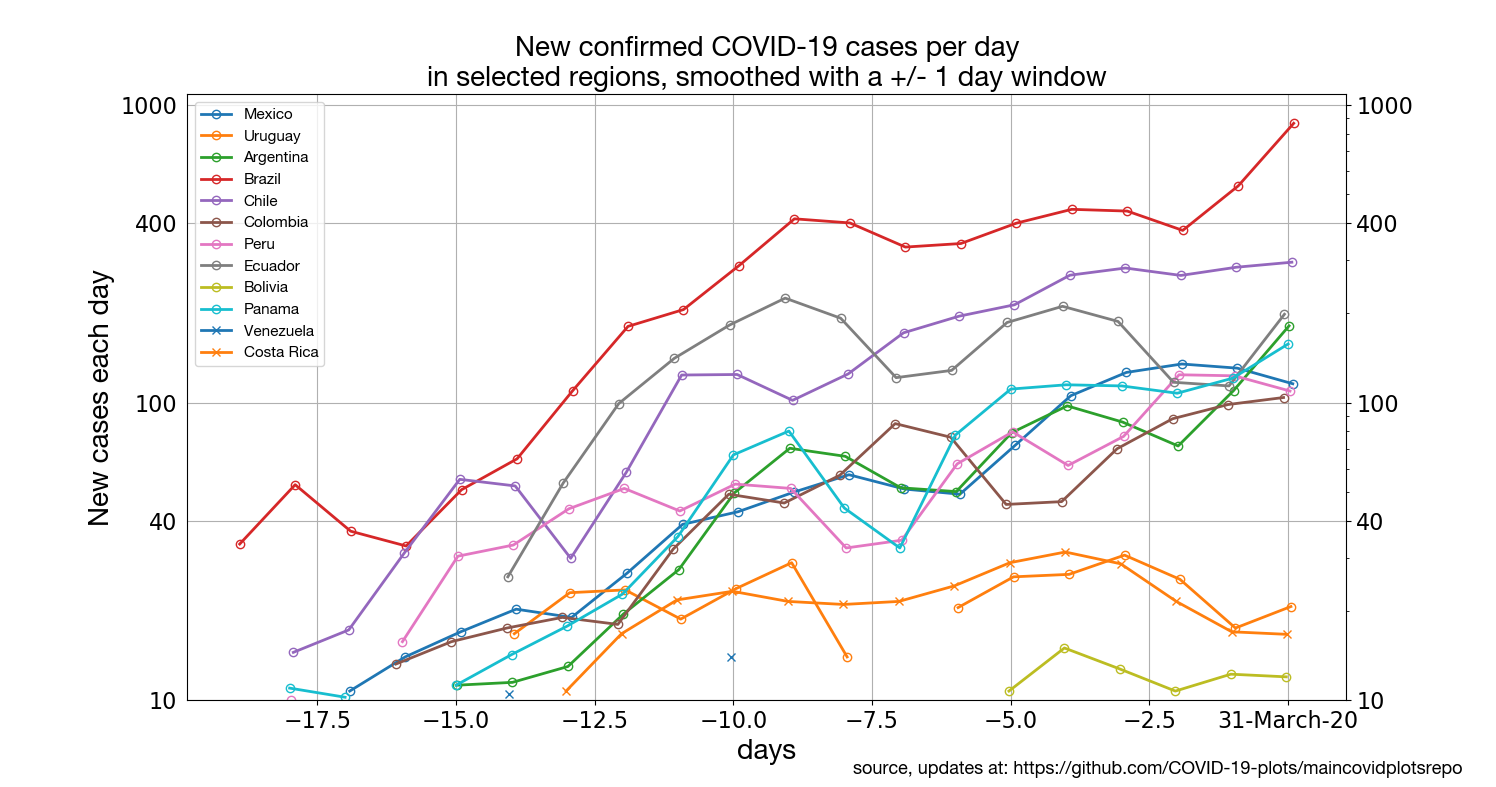 New confirmed COVID-19 cases per day
in selected regions, smoothed with a +/- 1 day window
New cases each day
1000
400
100
40
10
Mexico
Uruguay
Argentina
Brazil
Chile
Colombia
Peru
Ecuador
Bolivia
Panama
Venezuela
Costa Rica
1000
400
100
40
10
−17.5 −15.0 −12.5 −10.0 −7.5 −5.0 −2.5 31-March-20
days
source, updates at: https://github.com/COVID-19-plots/maincovidplotsrepo